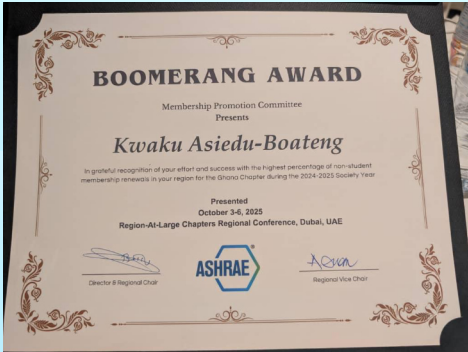 BOOMERANG AWARD
Membership Promotion Committee
Presents
Kwaku Asiedu-Boateng
In grateful recognition of your effort and success with the highest percentage of non-student
membership renewals in your region for the Ghana Chapter during the 2024-2025 Society Year
Presented
October 3-6, 2025
Region-At-Large Chapters Regional Conference, Dubai, UAE
ASHRAE
Director & Regional Chair
Regional Vice Chair